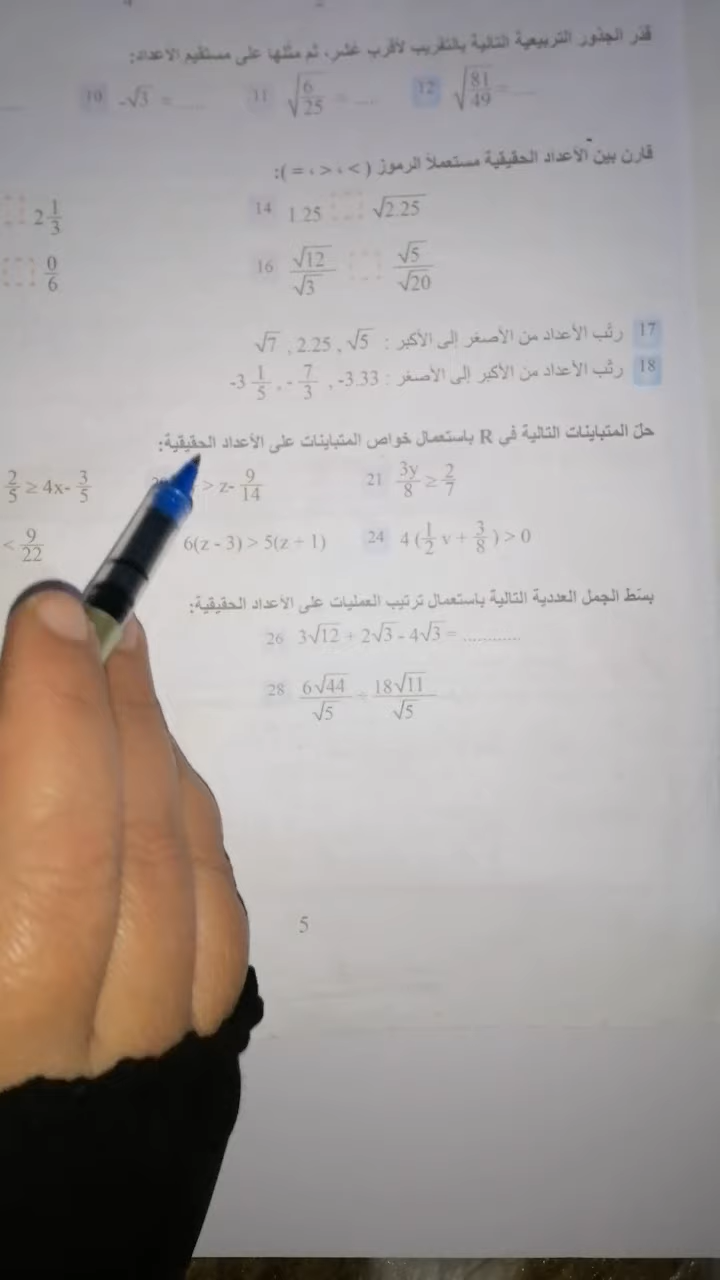 قدّر الجذور التربيعية التالية بالتقريب لأقرب عُشر، ثم مثّلها على مستقيم الأعداد:
10 -√3 = ...... 11 √(6/25) = .... 12 √(81/49) = .....
قارن بين الأعداد الحقيقية مستعملاً الرموز ( > ، < ، = ):
2 1/3 14 1.25 √2.25
0/6 16 √12/√3 √5/√20
17 رتّب الأعداد من الأصغر إلى الأكبر : √7 , 2.25 , √5
18 رتّب الأعداد من الأكبر إلى الأصغر : -3 1/5 , -7/3 , -3.33
حلّ المتباينات التالية في R باستعمال خواص المتباينات على الأعداد الحقيقية:
2/5 ≥ 4x- 3/5 > z- 9/14 21 3y/8 ≥ 2/7
< 9/22 6(z - 3) > 5(z + 1) 24 4 (1/2 v + 3/8) > 0
بسّط الجمل العددية التالية باستعمال ترتيب العمليات على الأعداد الحقيقية:
26 3√12 + 2√3 - 4√3 = ............
28 6√44/√5 ÷ 18√11/√5
5